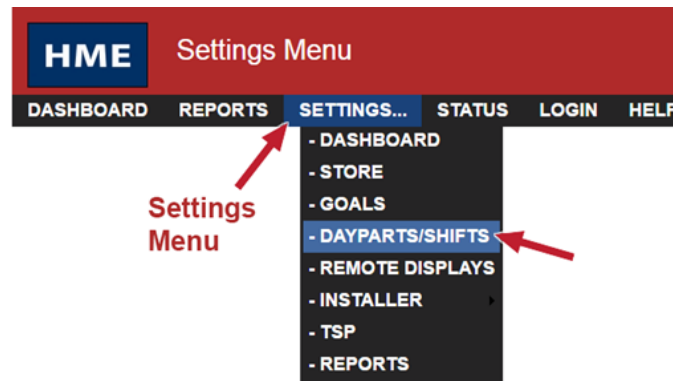 HME Settings Menu
DASHBOARD REPORTS SETTINGS... STATUS LOGIN HELP
- DASHBOARD
- STORE
- GOALS
- DAYPARTS/SHIFTS
- REMOTE DISPLAYS
- INSTALLER
- TSP
- REPORTS
Settings
Menu